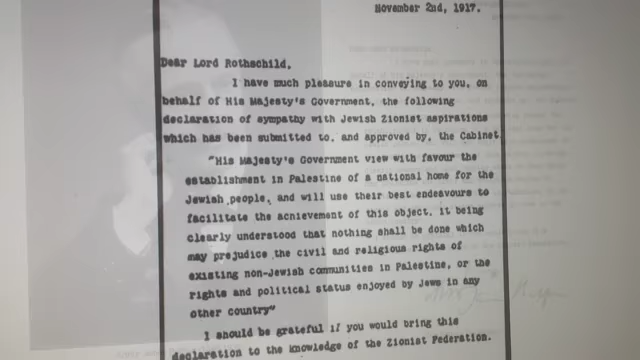 November 2nd, 1917.
Dear Lord Rothschild,
I have much pleasure in conveying to you, on
behalf of His Majesty's Government, the following
declaration of sympathy with Jewish Zionist aspirations
which has been submitted to, and approved by, the Cabinet
"His Majesty's Government view with favour the
establishment in Palestine of a national home for the
Jewish people, and will use their best endeavours to
facilitate the achievement of this object, it being
clearly understood that nothing shall be done which
may prejudice the civil and religious rights of
existing non-Jewish communities in Palestine, or the
rights and political status enjoyed by Jews in any
other country"
I should be grateful if you would bring this
declaration to the knowledge of the Zionist Federation.